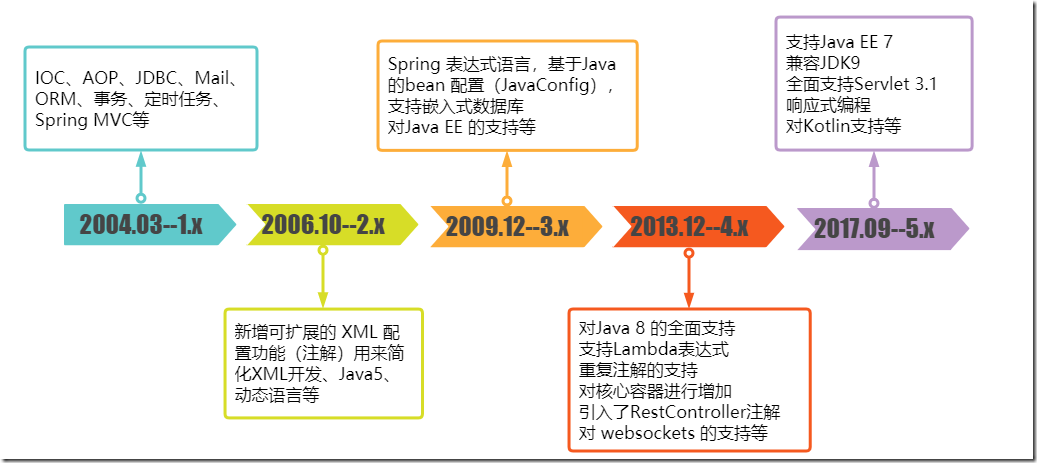 IOC、AOP、JDBC、Mail、
ORM、事务、定时任务、
Spring MVC等
Spring 表达式语言，基于Java
的bean 配置（JavaConfig），
支持嵌入式数据库
对Java EE 的支持等
支持Java EE 7
兼容JDK9
全面支持Servlet 3.1
响应式编程
对Kotlin支持等
2004.03--1.x
2006.10--2.x
2009.12--3.x
2013.12--4.x
2017.09--5.x
新增可扩展的 XML 配
置功能（注解）用来简
化XML开发、Java5、
动态语言等
对Java 8 的全面支持
支持Lambda表达式
重复注解的支持
对核心容器进行增加
引入了RestController注解
对 websockets 的支持等